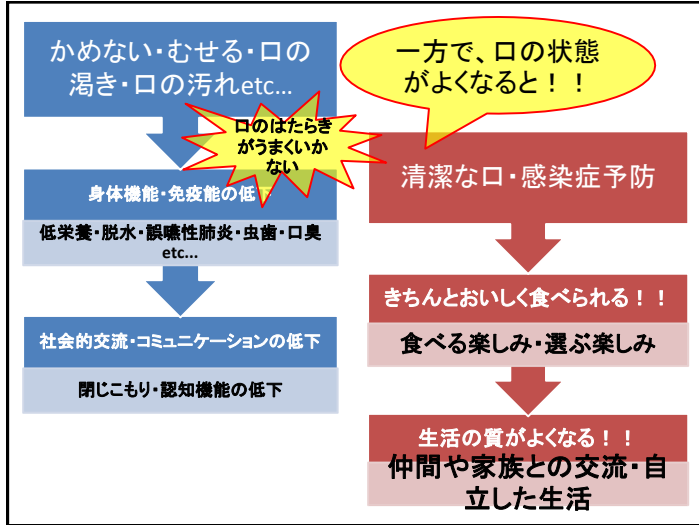 かめない・むせる・口の
渇き・口の汚れetc…
口のはたらき
がうまくいか
ない
身体機能・免疫能の低下
低栄養・脱水・誤嚥性肺炎・虫歯・口臭
etc...
社会的交流・コミュニケーションの低下
閉じこもり・認知機能の低下
一方で、口の状態
がよくなると！！
清潔な口・感染症予防
きちんとおいしく食べられる！！
食べる楽しみ・選ぶ楽しみ
生活の質がよくなる！！
仲間や家族との交流・自
立した生活